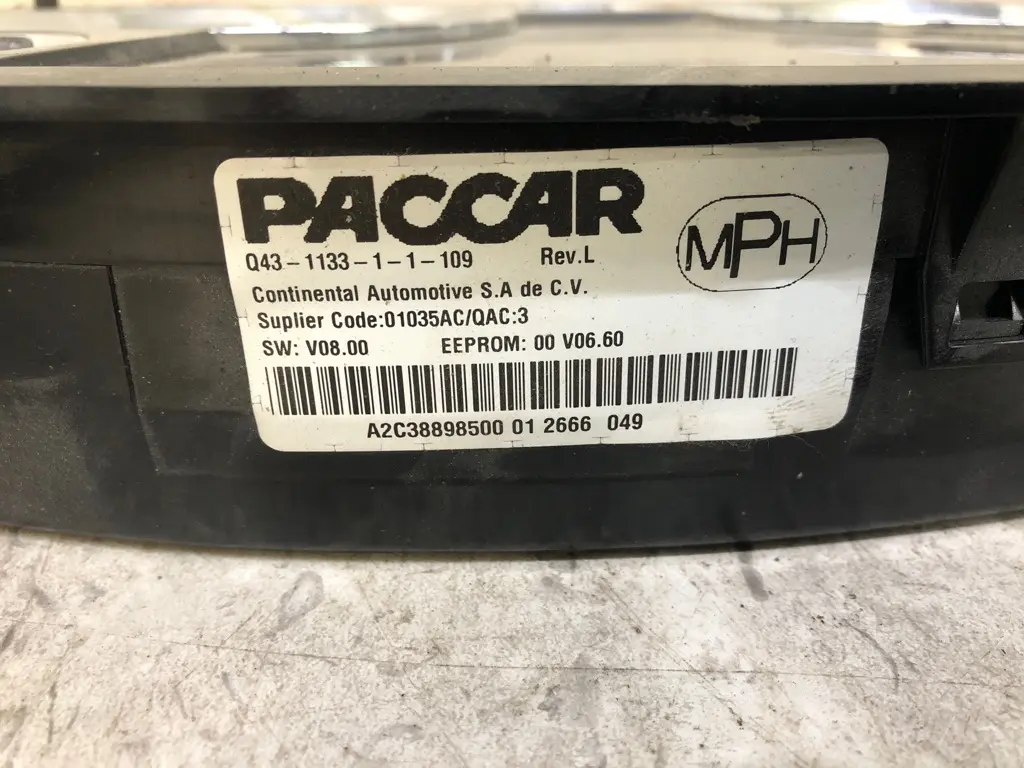 PACCAR
MPH
Q43-1133-1-1-109 Rev.L
Continental Automotive S.A de C.V.
Suplier Code:01035AC/QAC:3
SW: V08.00 EEPROM: 00 V06.60
A2C38898500 01 2666 049